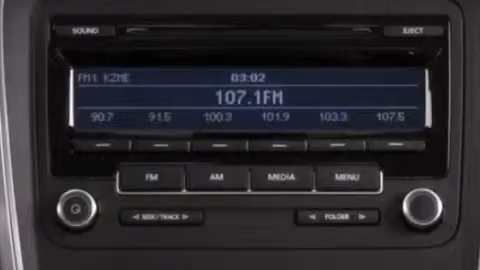 SOUND
EJECT
FM1 KZME 03:02
107.1FM
90.7 91.5 100.3 101.9 103.3 107.5
FM AM MEDIA MENU
◁ SEEK/TRACK ▷ ◁ FOLDER ▷